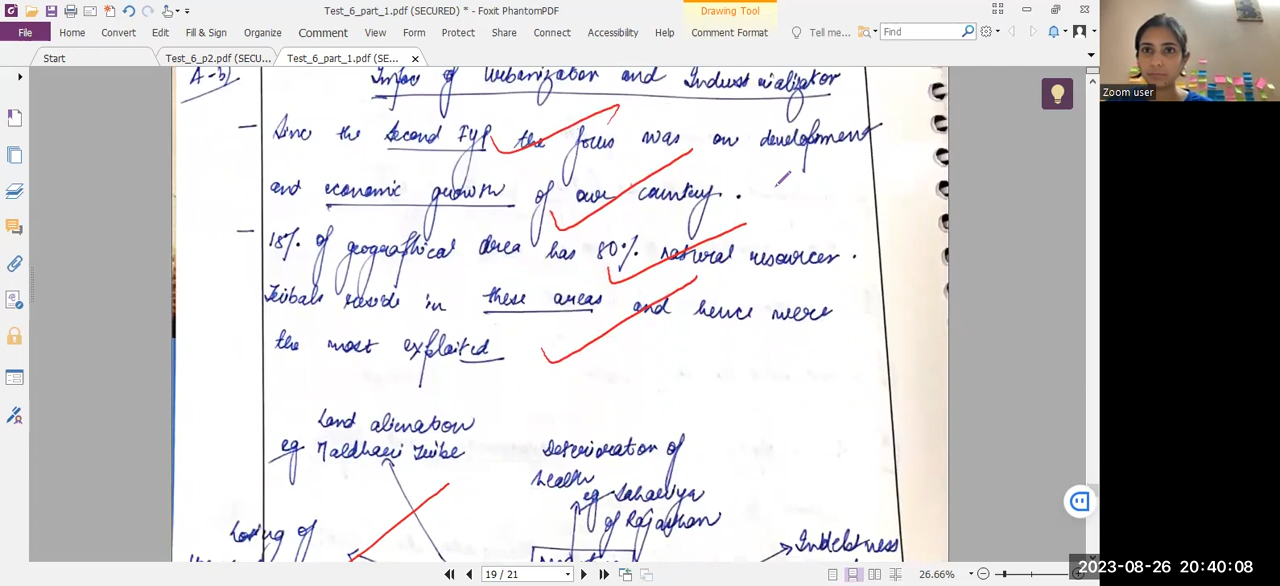 Test_6_part_1.pdf (SECURED) * - Foxit PhantomPDF
Drawing Tool
File Home Convert Edit Fill & Sign Organize Comment View Form Protect Share Connect Accessibility Help Comment Format Tell me... Find
Start Test_6_p2.pdf (SECU... Test_6_part_1.pdf (SE...
Zoom user
A-b) of Urbanization and Industrialization
- Since the Second FYP the focus was on development
and economic growth of our country.
- 18% of geographical area has 80% natural resources.
Tribals reside in these areas and hence were
the most exploited
Land alienation
eg Maldhari Tribe
Deterioration of
health
eg Sahariya
of Rajasthan
of
Indebtness
19 / 21
26.66%
2023-08-26 20:40:08